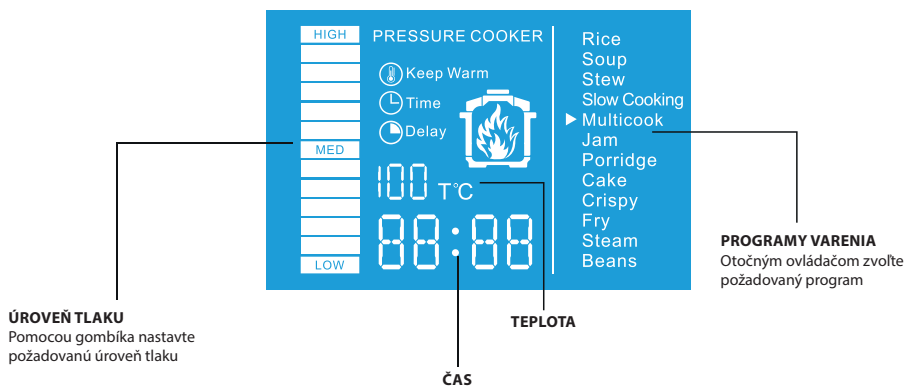 HIGH
MED
LOW
PRESSURE COOKER
Keep Warm
Time
Delay
100 T°C
88:88
Rice
Soup
Stew
Slow Cooking
Multicook
Jam
Porridge
Cake
Crispy
Fry
Steam
Beans
ÚROVEŇ TLAKU
Pomocou gombíka nastavte
požadovanú úroveň tlaku
ČAS
TEPLOTA
PROGRAMY VARENIA
Otočným ovládačom zvoľte
požadovaný program